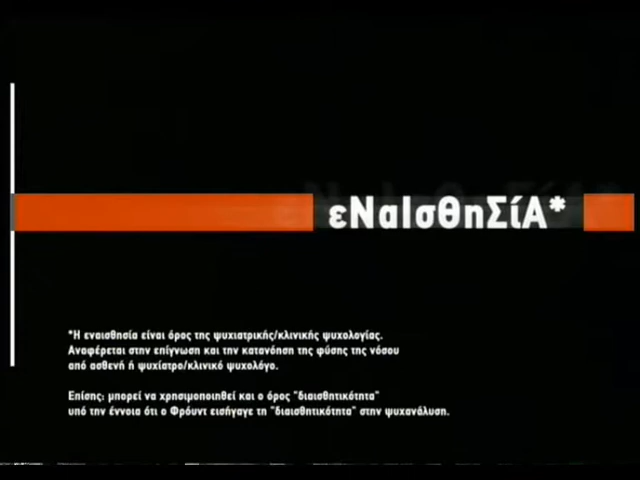 εΝαΙσθηΣίΑ*
*Η εναισθησία είναι όρος της ψυχιατρικής/κλινικής ψυχολογίας.
Αναφέρεται στην επίγνωση και την κατανόηση της φύσης της νόσου
από ασθενή ή ψυχίατρο/κλινικό ψυχολόγο.
Επίσης: μπορεί να χρησιμοποιηθεί και ο όρος "διαισθητικότητα"
υπό την έννοια ότι ο Φρόυντ εισήγαγε τη "διαισθητικότητα" στην ψυχανάλυση.